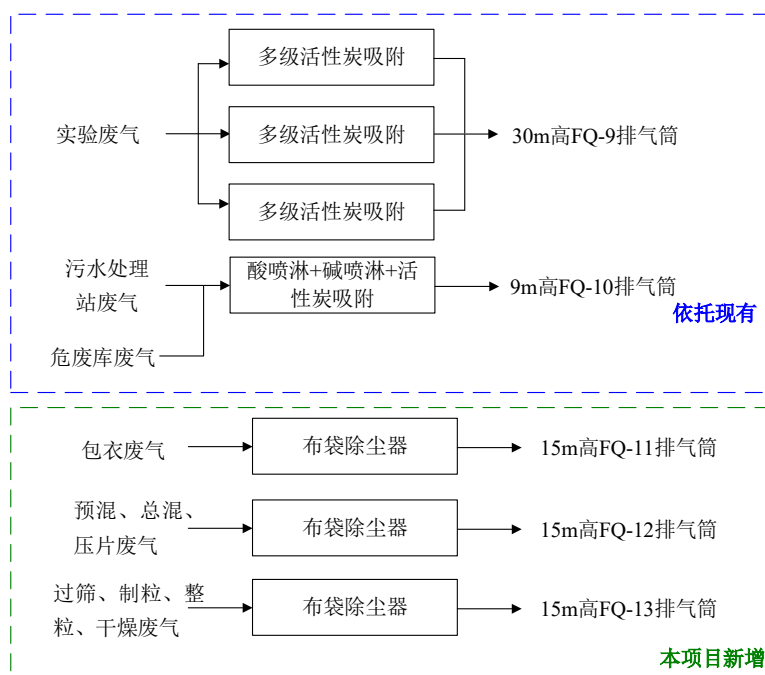 多级活性炭吸附
实验废气
多级活性炭吸附
30m高FQ-9排气筒
多级活性炭吸附
污水处理
站废气
酸喷淋+碱喷淋+活
性炭吸附
9m高FQ-10排气筒
依托现有
危废库废气
包衣废气
布袋除尘器
15m高FQ-11排气筒
预混、总混、
压片废气
布袋除尘器
15m高FQ-12排气筒
过筛、制粒、整
粒、干燥废气
布袋除尘器
15m高FQ-13排气筒
本项目新增